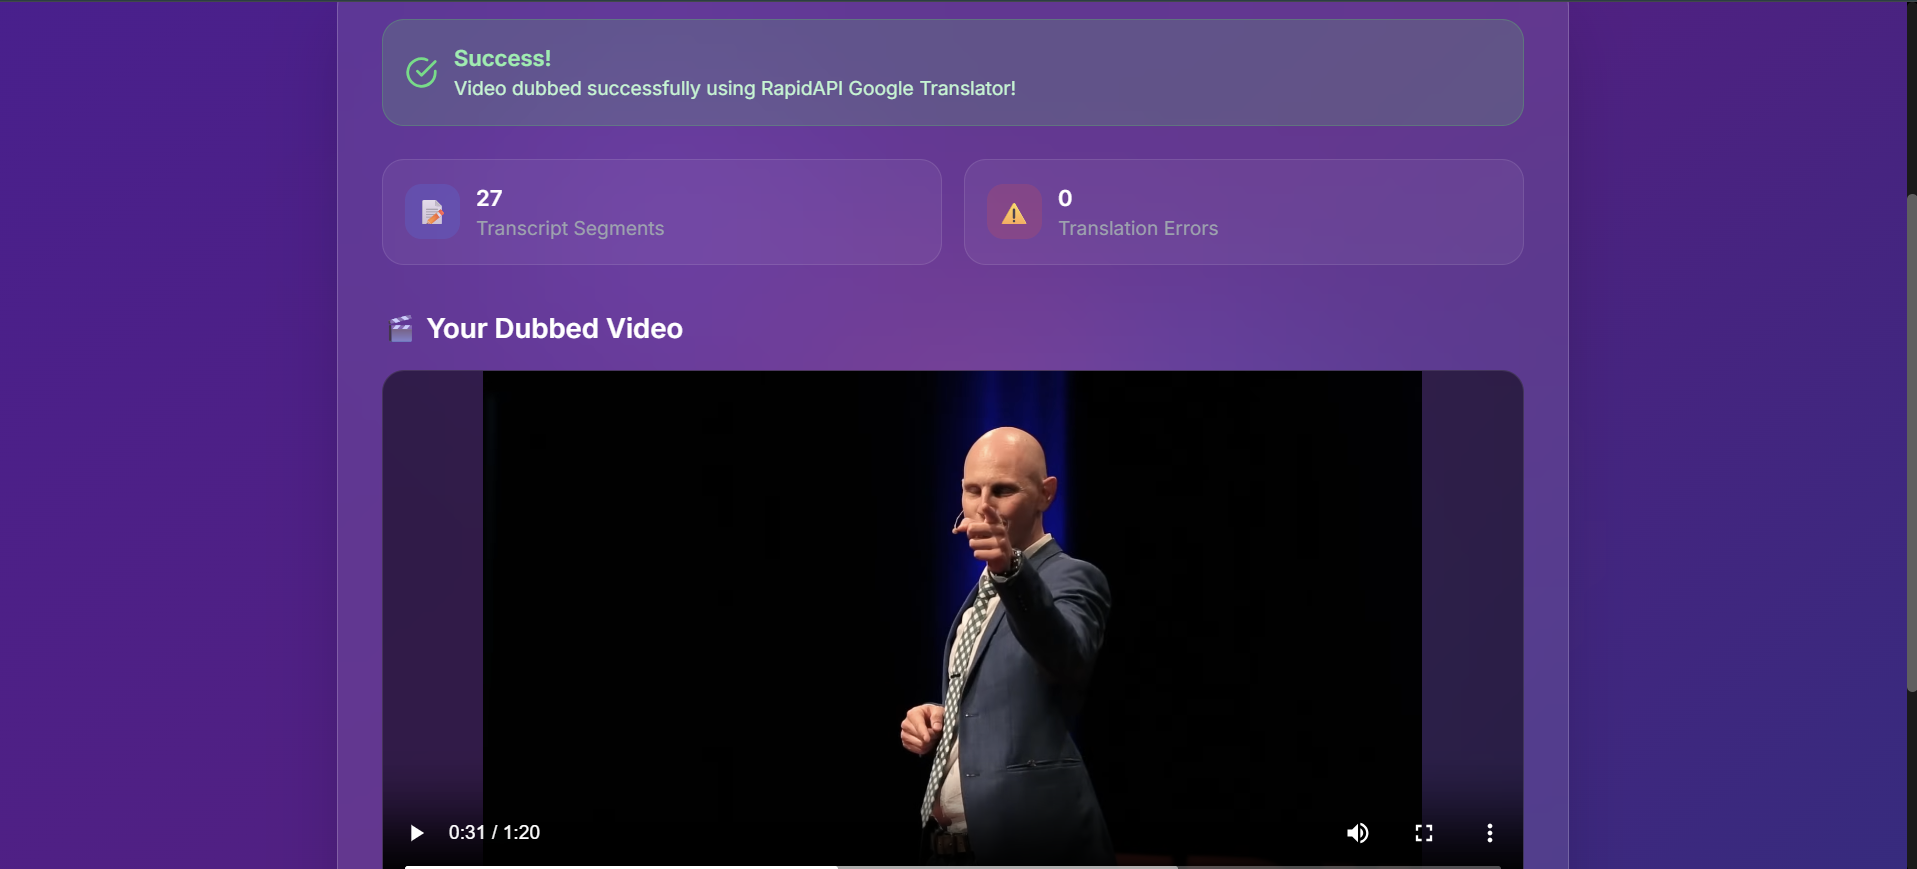 Success!
Video dubbed successfully using RapidAPI Google Translator!
27
Transcript Segments
0
Translation Errors
Your Dubbed Video
0:31 / 1:20